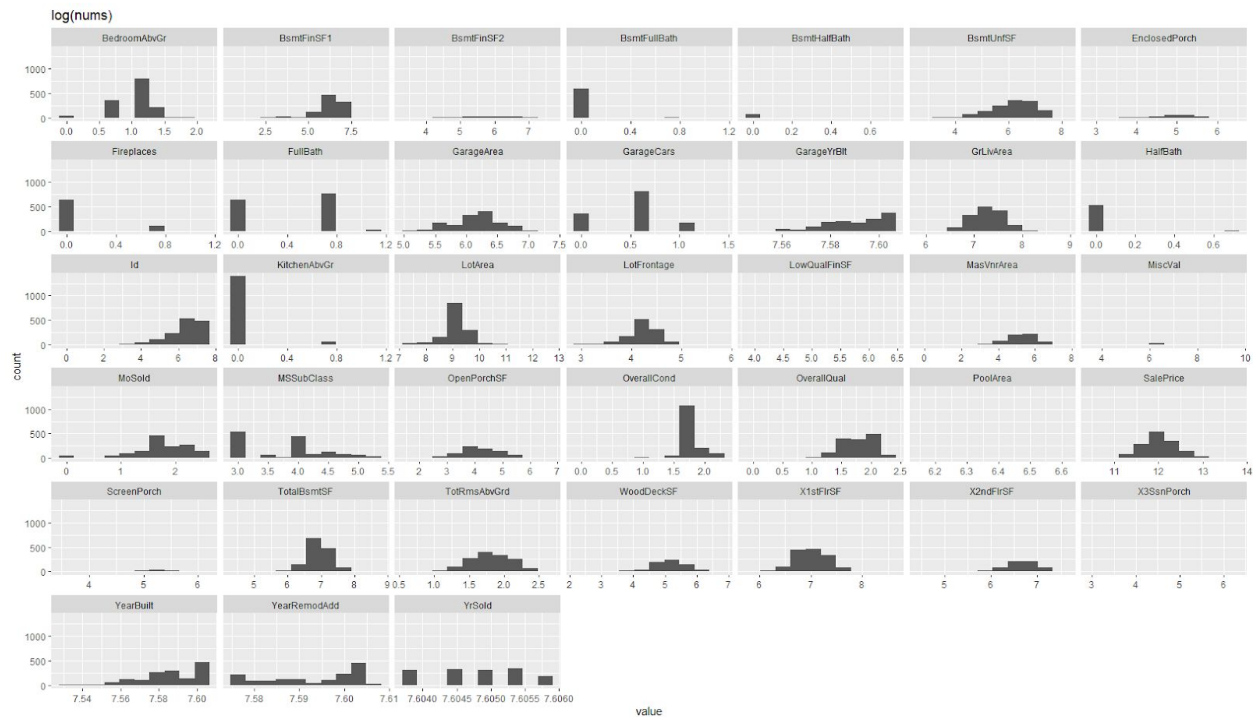 log(nums)
BedroomAbvGr BsmtFinSF1 BsmtFinSF2 BsmtFullBath BsmtHalfBath BsmtUnfSF EnclosedPorch
1000
500
0
0.0 0.5 1.0 1.5 2.0 2.5 5.0 7.5 4 5 6 7 0.0 0.4 0.8 1.2 0.0 0.2 0.4 0.6 4 6 8 3 4 5 6
Fireplaces FullBath GarageArea GarageCars GarageYrBlt GrLivArea HalfBath
1000
500
0
0.0 0.4 0.8 1.2 0.0 0.4 0.8 1.2 5.0 5.5 6.0 6.5 7.0 7.5 0.0 0.5 1.0 1.5 7.56 7.58 7.60 6 7 8 9 0.0 0.2 0.4 0.6
Id KitchenAbvGr LotArea LotFrontage LowQualFinSF MasVnrArea MiscVal
1000
500
0
0 2 4 6 8 0.0 0.4 0.8 1.2 7 8 9 10 11 12 13 3 4 5 6 4.0 4.5 5.0 5.5 6.0 6.5 0 2 4 6 8 4 6 8 10
count
MoSold MSSubClass OpenPorchSF OverallCond OverallQual PoolArea SalePrice
1000
500
0
0 1 2 3.0 3.5 4.0 4.5 5.0 5.5 2 3 4 5 6 7 0.0 0.5 1.0 1.5 2.0 0.0 0.5 1.0 1.5 2.0 2.5 6.2 6.3 6.4 6.5 6.6 11 12 13 14
ScreenPorch TotalBsmtSF TotRmsAbvGrd WoodDeckSF X1stFlrSF X2ndFlrSF X3SsnPorch
1000
500
0
4 5 6 5 6 7 8 9 0.5 1.0 1.5 2.0 2.5 2 3 4 5 6 7 6 7 8 5 6 7 3 4 5 6
YearBuilt YearRemodAdd YrSold
1000
500
0
7.54 7.56 7.58 7.60 7.58 7.59 7.60 7.61 7.6040 7.6045 7.6050 7.6055 7.6060
value